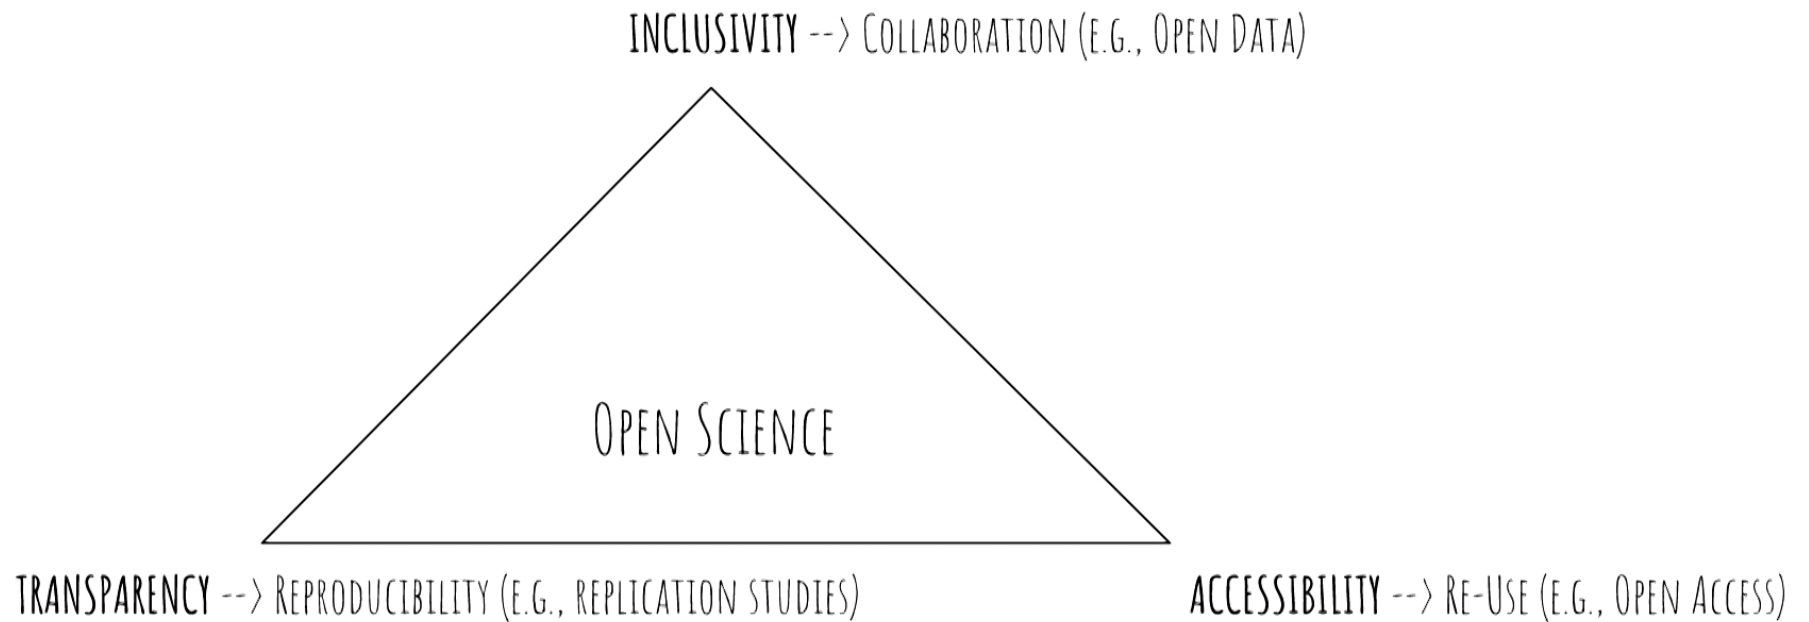 INCLUSIVITY --> COLLABORATION (E.G., OPEN DATA)
OPEN SCIENCE
TRANSPARENCY --> REPRODUCIBILITY (E.G., REPLICATION STUDIES)
ACCESSIBILITY --> RE-USE (E.G., OPEN ACCESS)